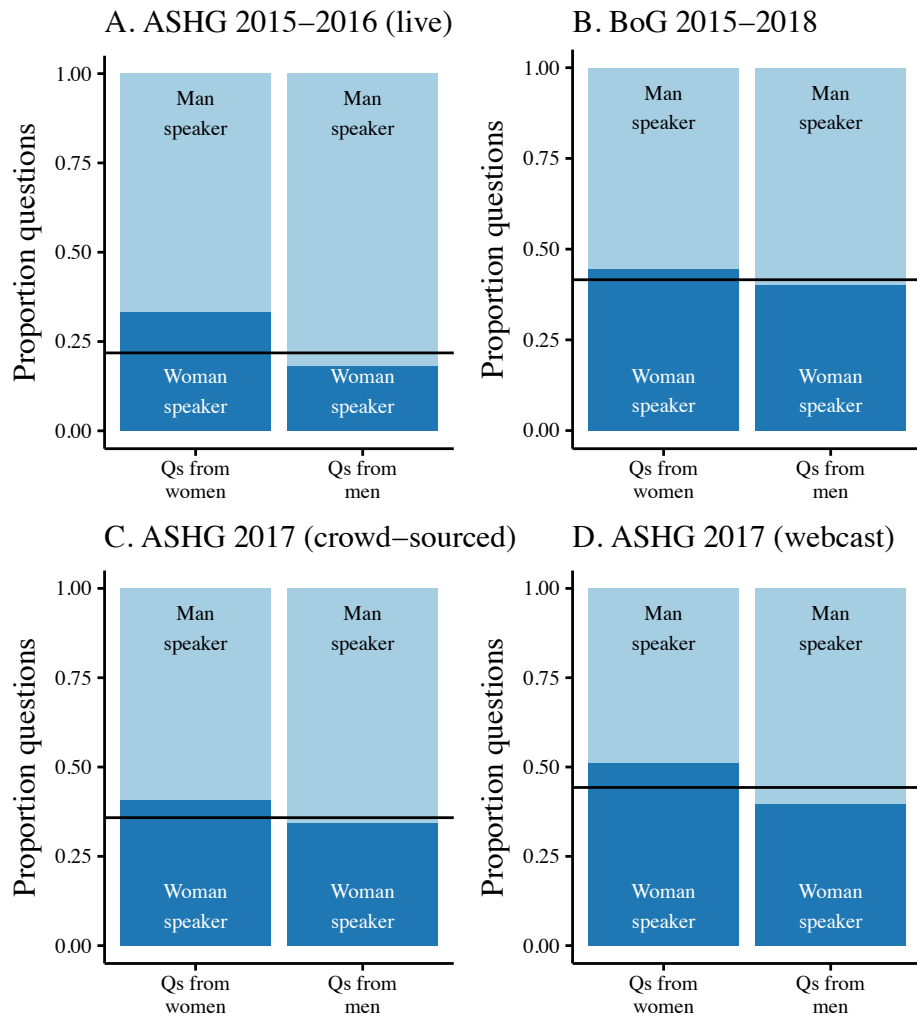 A. ASHG 2015–2016 (live)
Proportion questions
1.00
0.75
0.50
0.25
0.00
Man
speaker
Man
speaker
Woman
speaker
Woman
speaker
Qs from
women
Qs from
men
B. BoG 2015–2018
Proportion questions
1.00
0.75
0.50
0.25
0.00
Man
speaker
Man
speaker
Woman
speaker
Woman
speaker
Qs from
women
Qs from
men
C. ASHG 2017 (crowd–sourced)
Proportion questions
1.00
0.75
0.50
0.25
0.00
Man
speaker
Man
speaker
Woman
speaker
Woman
speaker
Qs from
women
Qs from
men
D. ASHG 2017 (webcast)
Proportion questions
1.00
0.75
0.50
0.25
0.00
Man
speaker
Man
speaker
Woman
speaker
Woman
speaker
Qs from
women
Qs from
men